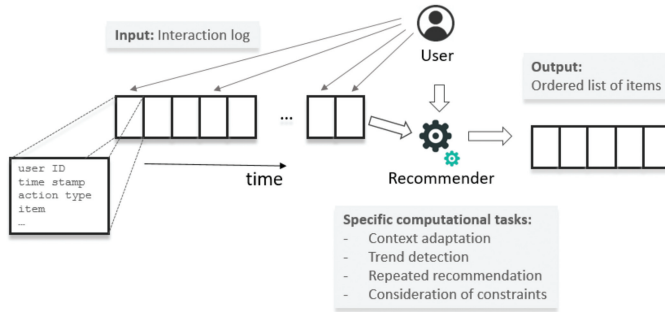 Input: Interaction log
User
Output:
Ordered list of items
...
user ID
time stamp
action type
item
…
time
Recommender
Specific computational tasks:
- Context adaptation
- Trend detection
- Repeated recommendation
- Consideration of constraints